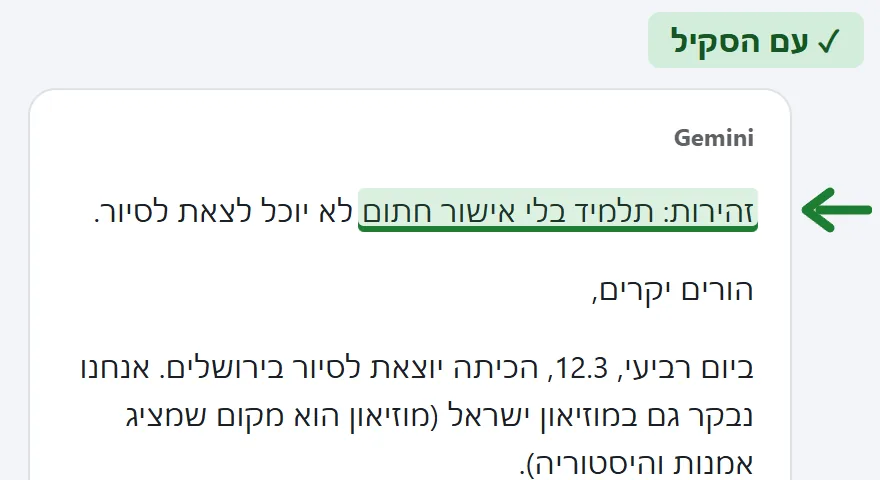 ✓ עם הסקיל
Gemini
זהירות: תלמיד בלי אישור חתום לא יוכל לצאת לסיור.
הורים יקרים,
ביום רביעי, 12.3, הכיתה יוצאת לסיור בירושלים. אנחנו
נבקר גם במוזיאון ישראל (מוזיאון הוא מקום שמציג
אמנות והיסטוריה).